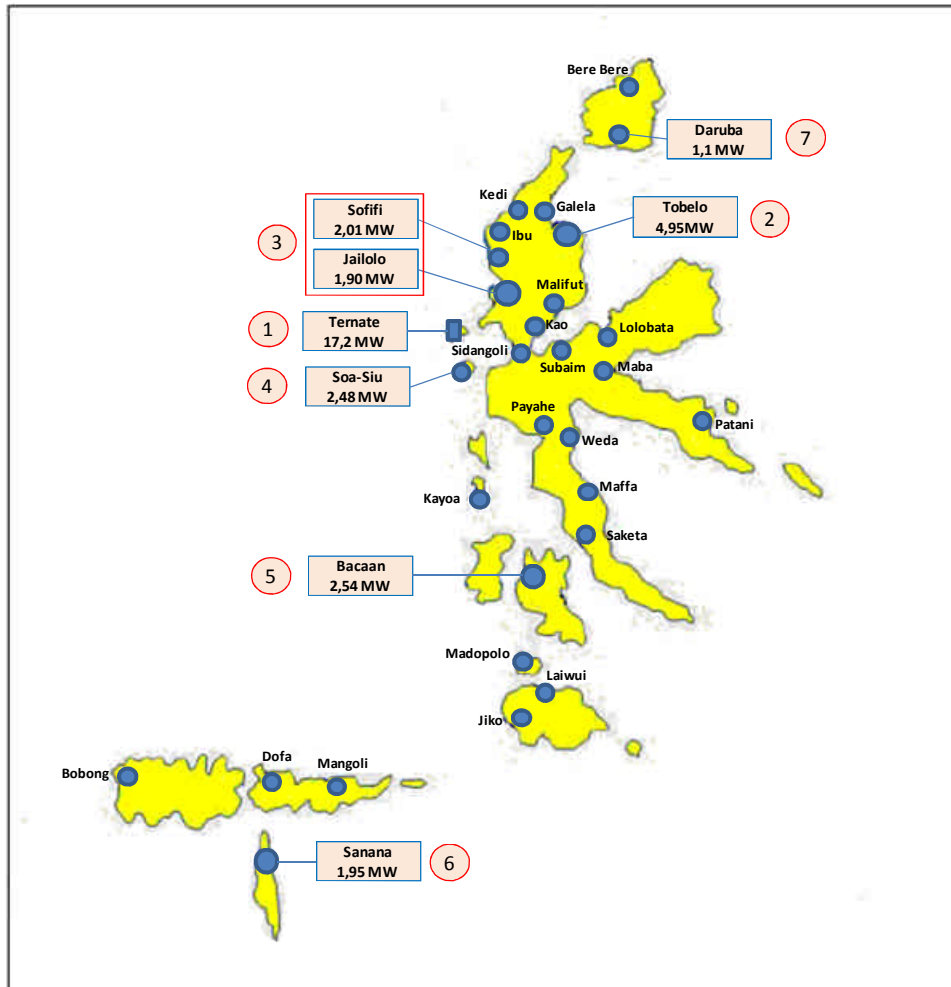 Bere Bere
Daruba
1,1 MW
7
Kedi
Galela
Sofifi
2,01 MW
Tobelo
4,95MW
2
3
Ibu
Jailolo
1,90 MW
Malifut
1
Ternate
17,2 MW
Kao
Lolobata
Sidangoli
Subaim
Maba
4
Soa-Siu
2,48 MW
Payahe
Weda
Patani
Kayoa
Maffa
Saketa
5
Bacaan
2,54 MW
Madopolo
Laiwui
Jiko
Bobong
Dofa
Mangoli
Sanana
1,95 MW
6